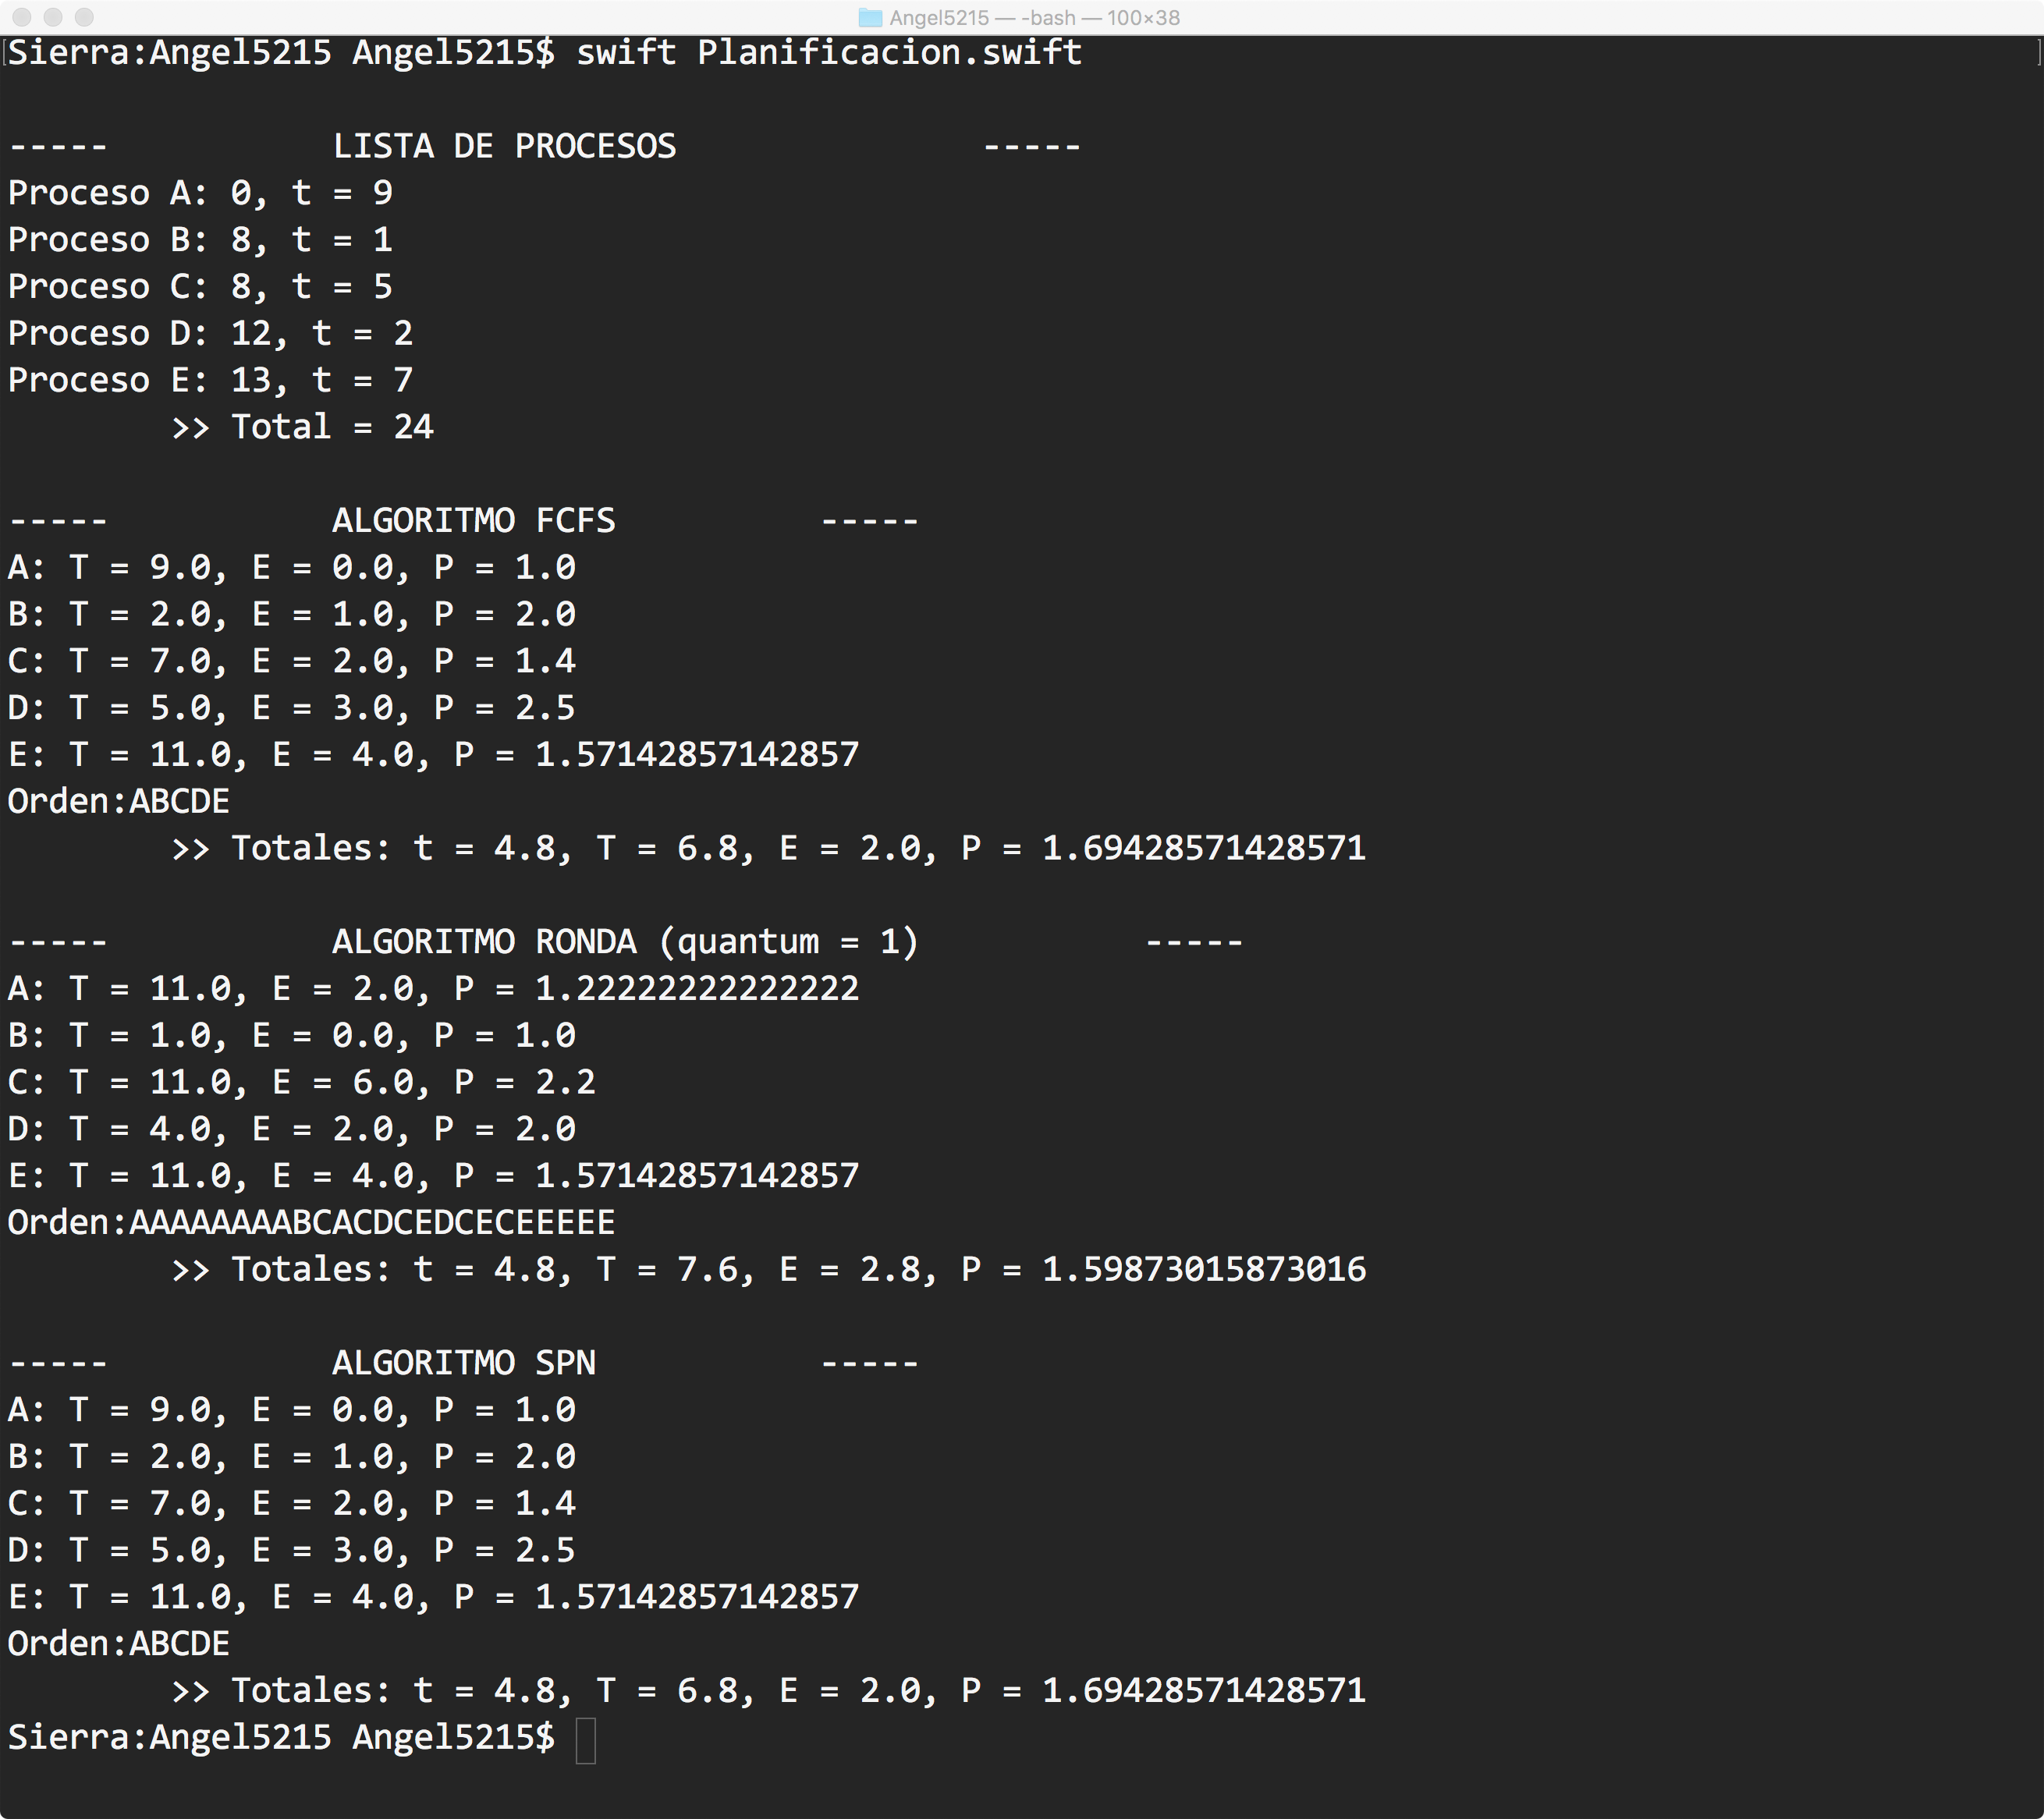 Angel5215 — -bash — 100×38
Sierra:Angel5215 Angel5215$ swift Planificacion.swift
----- LISTA DE PROCESOS -----
Proceso A: 0, t = 9
Proceso B: 8, t = 1
Proceso C: 8, t = 5
Proceso D: 12, t = 2
Proceso E: 13, t = 7
>> Total = 24
----- ALGORITMO FCFS -----
A: T = 9.0, E = 0.0, P = 1.0
B: T = 2.0, E = 1.0, P = 2.0
C: T = 7.0, E = 2.0, P = 1.4
D: T = 5.0, E = 3.0, P = 2.5
E: T = 11.0, E = 4.0, P = 1.57142857142857
Orden:ABCDE
>> Totales: t = 4.8, T = 6.8, E = 2.0, P = 1.69428571428571
----- ALGORITMO RONDA (quantum = 1) -----
A: T = 11.0, E = 2.0, P = 1.22222222222222
B: T = 1.0, E = 0.0, P = 1.0
C: T = 11.0, E = 6.0, P = 2.2
D: T = 4.0, E = 2.0, P = 2.0
E: T = 11.0, E = 4.0, P = 1.57142857142857
Orden:AAAAAAAABCACDCEDCECEEEEE
>> Totales: t = 4.8, T = 7.6, E = 2.8, P = 1.59873015873016
----- ALGORITMO SPN -----
A: T = 9.0, E = 0.0, P = 1.0
B: T = 2.0, E = 1.0, P = 2.0
C: T = 7.0, E = 2.0, P = 1.4
D: T = 5.0, E = 3.0, P = 2.5
E: T = 11.0, E = 4.0, P = 1.57142857142857
Orden:ABCDE
>> Totales: t = 4.8, T = 6.8, E = 2.0, P = 1.69428571428571
Sierra:Angel5215 Angel5215$